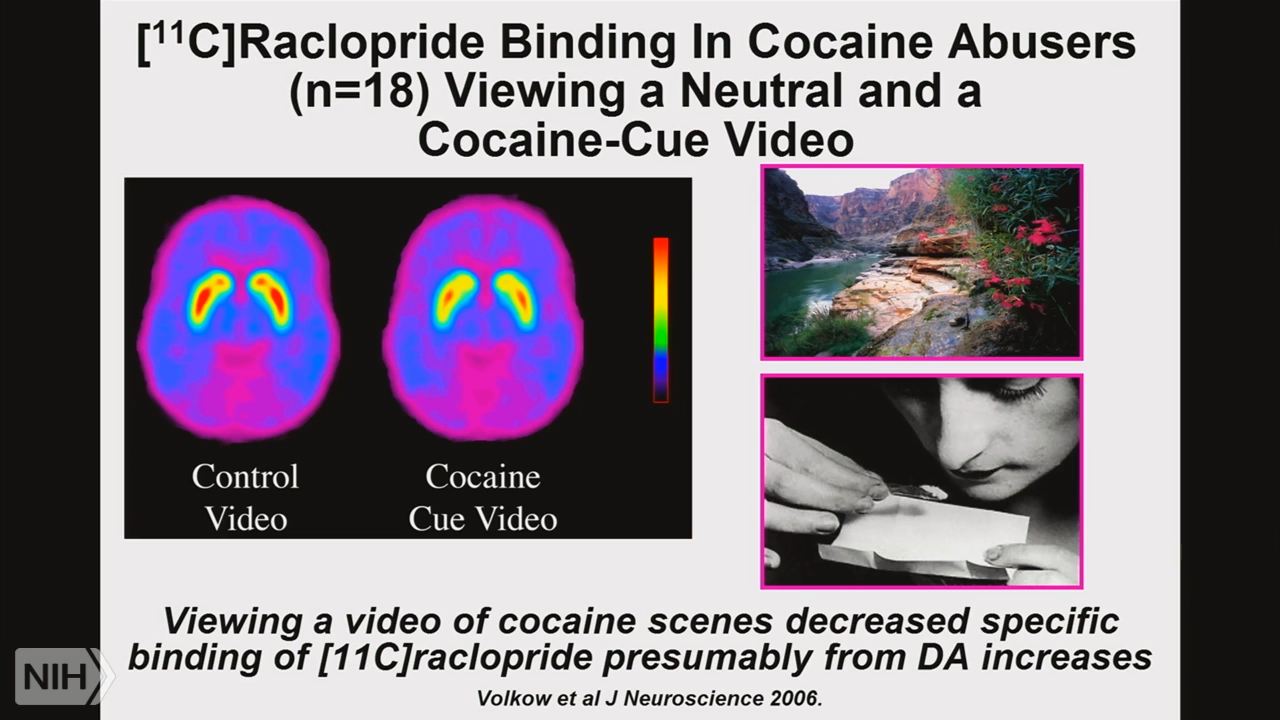 [¹¹C]Raclopride Binding In Cocaine Abusers
(n=18) Viewing a Neutral and a
Cocaine-Cue Video
Control
Video
Cocaine
Cue Video
Viewing a video of cocaine scenes decreased specific
binding of [11C]raclopride presumably from DA increases
Volkow et al J Neuroscience 2006.
NIH